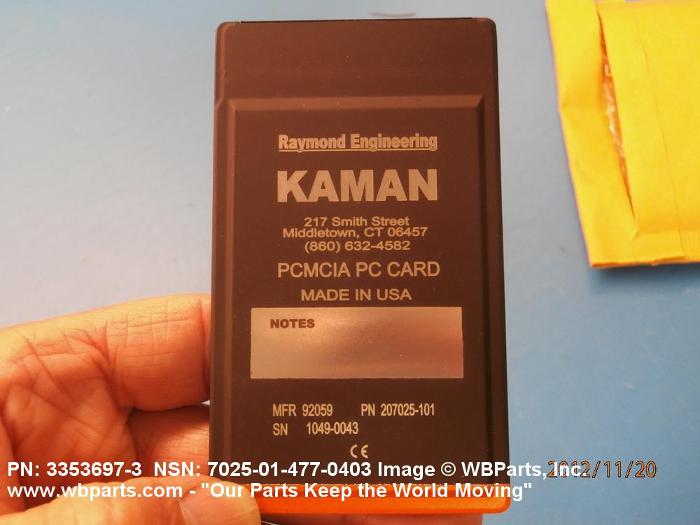 Raymond Engineering
KAMAN
217 Smith Street
Middletown, CT 06457
(860) 632-4582
PCMCIA PC CARD
MADE IN USA
NOTES
MFR 92059 PN 207025-101
SN 1049-0043
CE
PN: 3353697-3 NSN: 7025-01-477-0403 Image © WBParts, Inc.
2012/11/20
www.wbparts.com - "Our Parts Keep the World Moving"